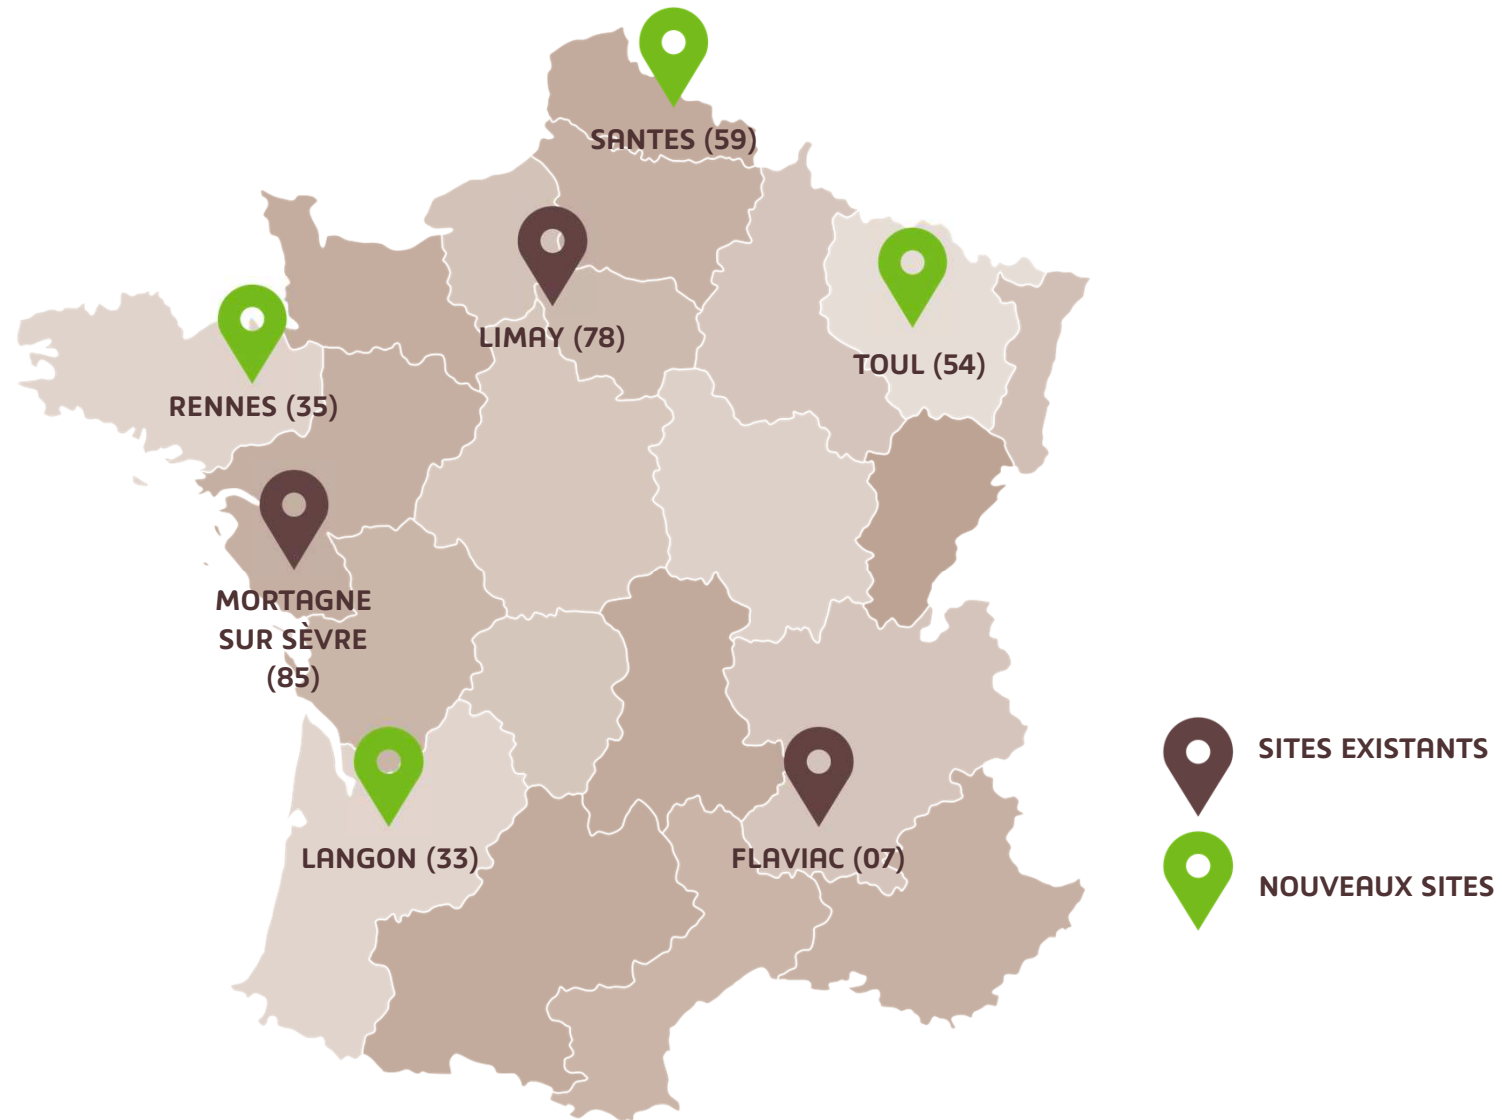 SANTES (59)
LIMAY (78)
TOUL (54)
RENNES (35)
MORTAGNE
SUR SÈVRE
(85)
LANGON (33)
FLAVIAC (07)
SITES EXISTANTS
NOUVEAUX SITES